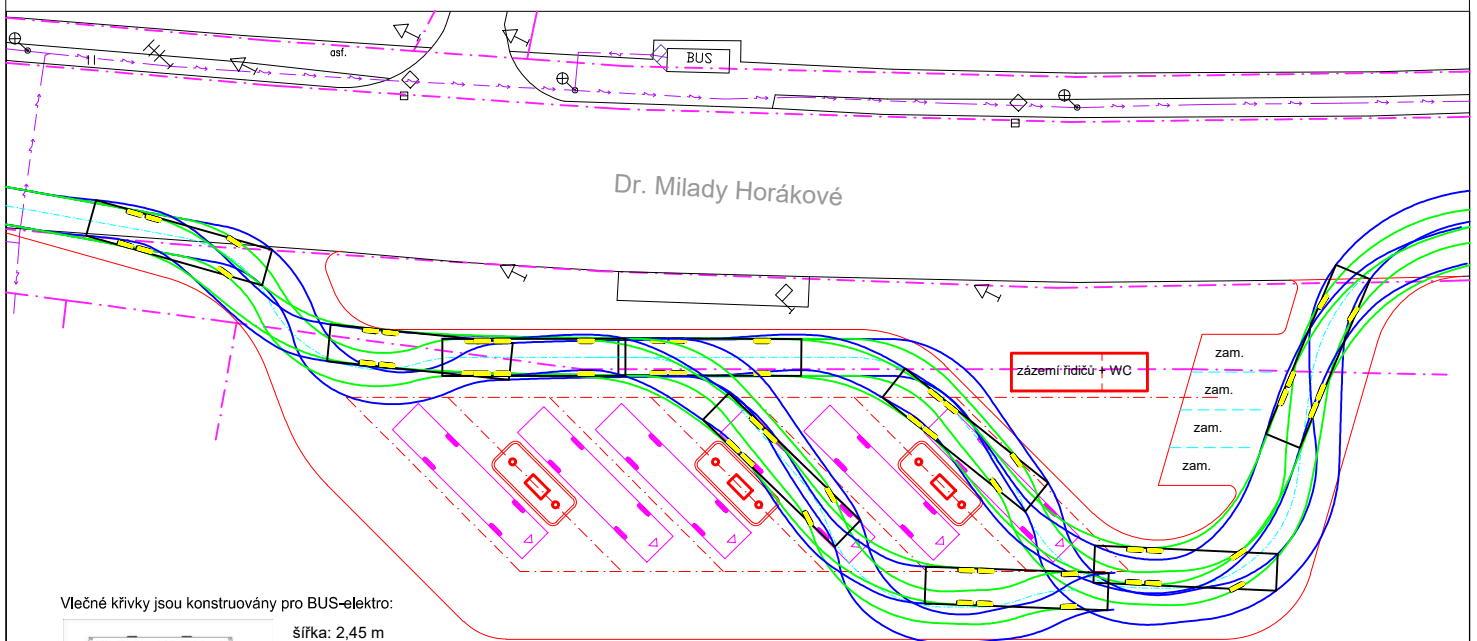 asf.
BUS
Dr. Milady Horákové
zázemí řidičů + WC
zam.
zam.
zam.
zam.
Vlečné křivky jsou konstruovány pro BUS-elektro:
šířka: 2,45 m